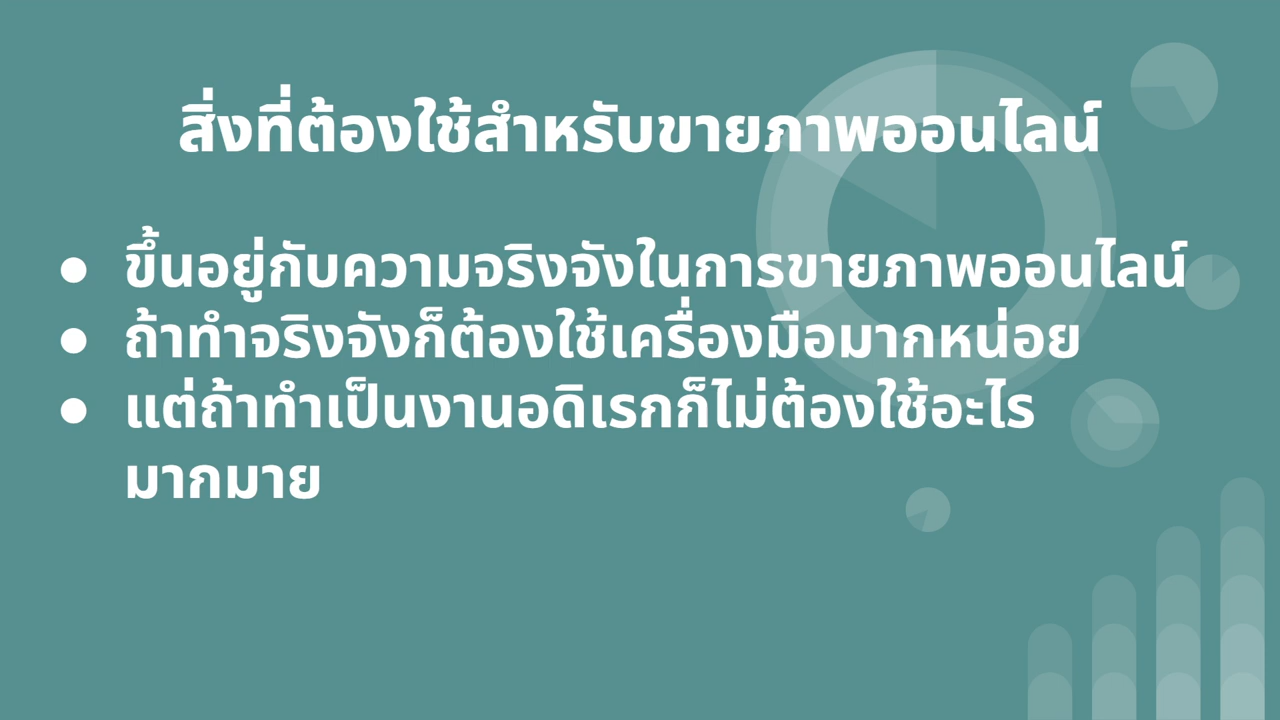 สิ่งที่ต้องใช้สำหรับขายภาพออนไลน์
● ขึ้นอยู่กับความจริงจังในการขายภาพออนไลน์
● ถ้าทำจริงจังก็ต้องใช้เครื่องมือมากหน่อย
● แต่ถ้าทำเป็นงานอดิเรกก็ไม่ต้องใช้อะไร
มากมาย